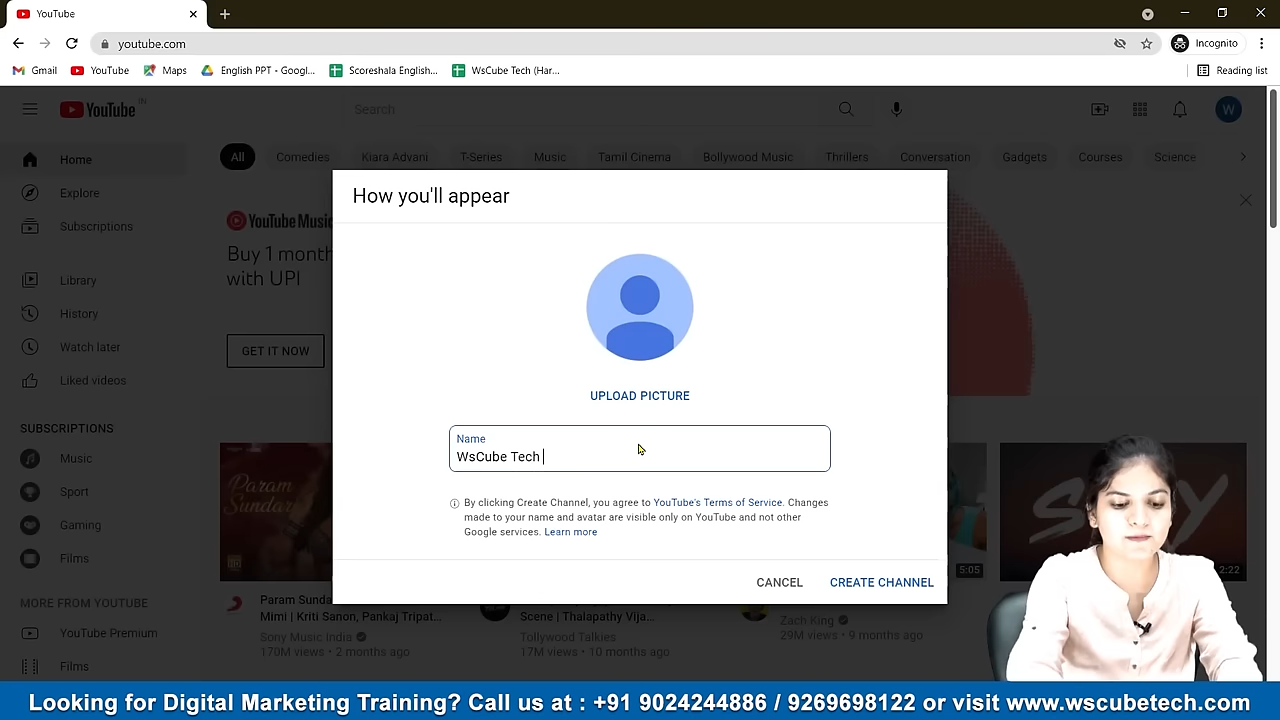 YouTube
youtube.com
Incognito
Gmail
YouTube
Maps
English PPT - Googl...
Scoreshala English...
WsCube Tech (Har...
Reading list
YouTube IN
Search
W
Home
Explore
Subscriptions
Library
History
Watch later
Liked videos
SUBSCRIPTIONS
Music
Sport
Gaming
Films
MORE FROM YOUTUBE
YouTube Premium
Films
All
Comedies
Kiara Advani
T-Series
Music
Tamil Cinema
Bollywood Music
Thrillers
Conversation
Gadgets
Courses
Science
YouTube Music
Buy 1 month
with UPI
GET IT NOW
How you'll appear
UPLOAD PICTURE
Name
WsCube Tech
By clicking Create Channel, you agree to YouTube's Terms of Service. Changes
made to your name and avatar are visible only on YouTube and not other
Google services. Learn more
CANCEL
CREATE CHANNEL
Param
Sundar
5:05
2:22
Param Sunda
Mimi | Kriti Sanon, Pankaj Tripat...
Sony Music India
170M views • 2 months ago
Scene | Thalapathy Vija...
Tollywood Talkies
17M views • 10 months ago
Zach King
29M views • 9 months ago
Looking for Digital Marketing Training? Call us at : +91 9024244886 / 9269698122 or visit www.wscubetech.com